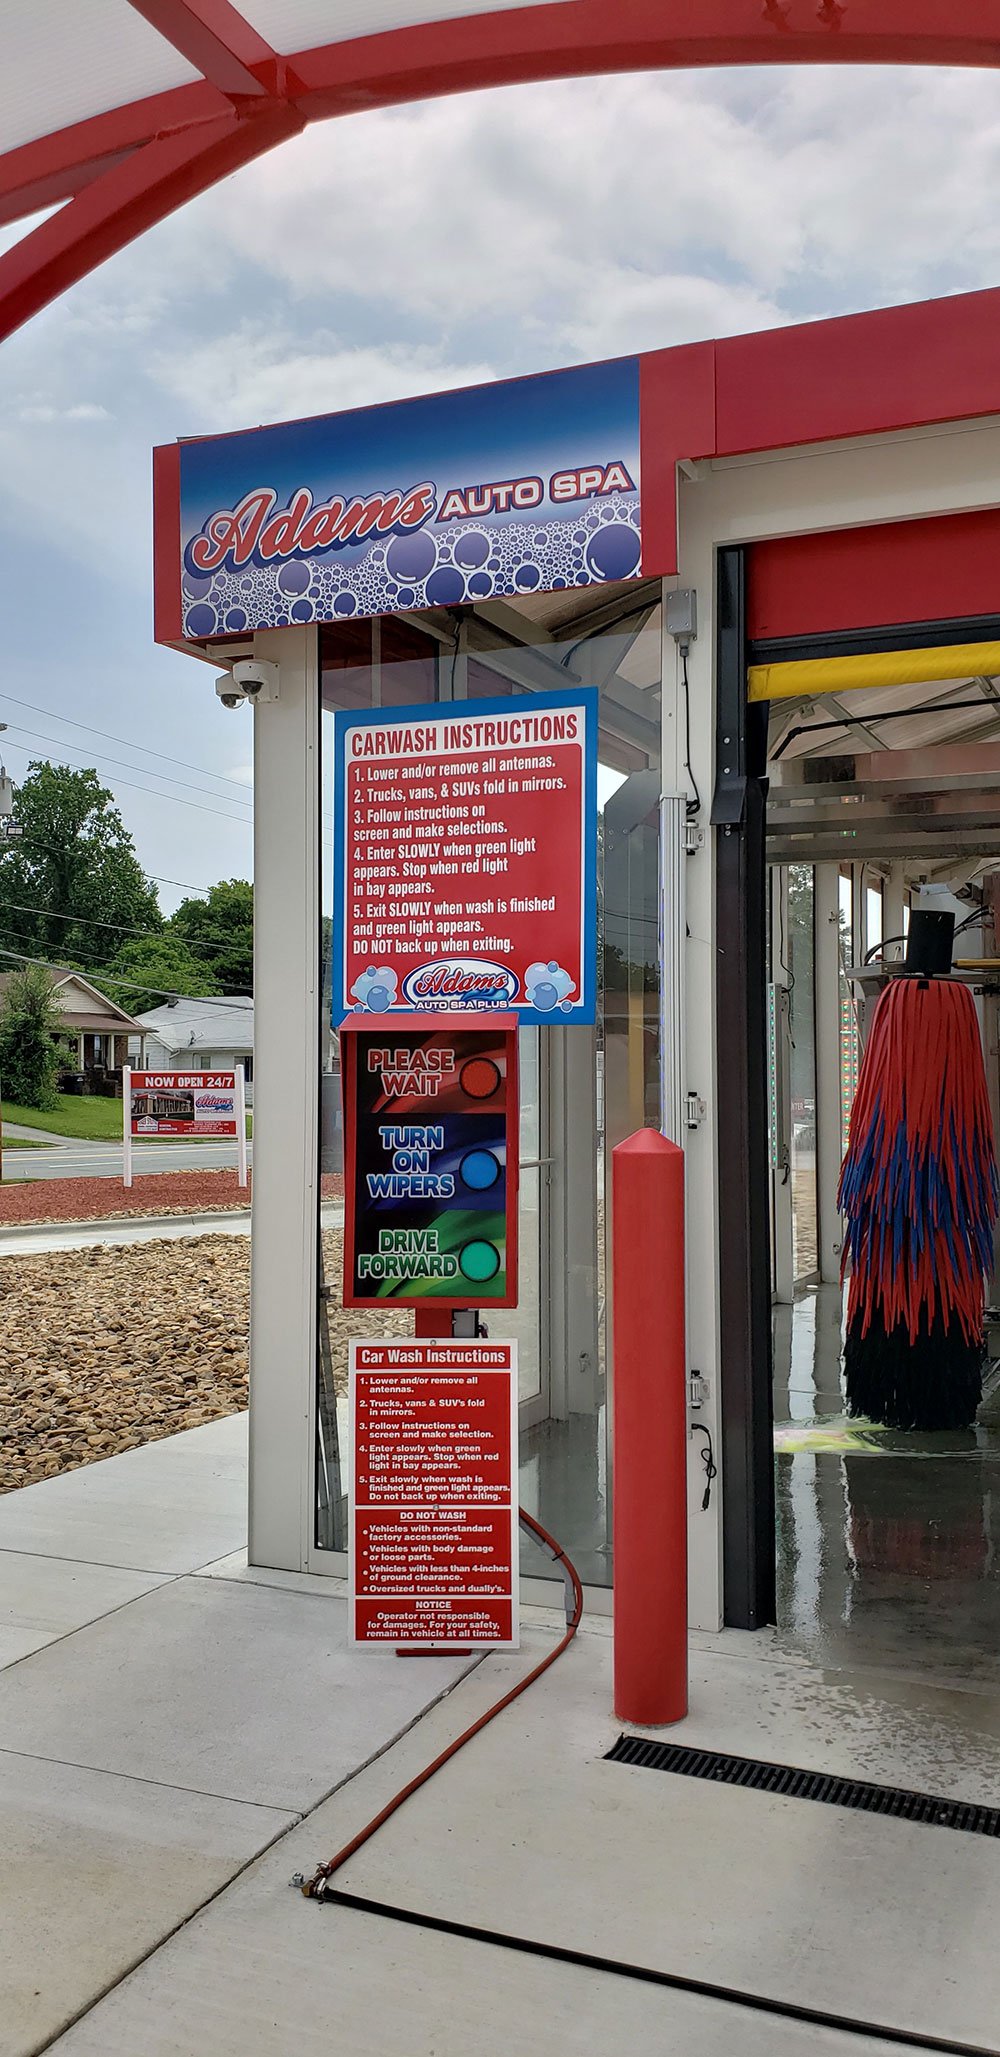 Adams AUTO SPA
CARWASH INSTRUCTIONS
1. Lower and/or remove all antennas.
2. Trucks, vans, & SUVs fold in mirrors.
3. Follow instructions on
screen and make selections.
4. Enter SLOWLY when green light
appears. Stop when red light
in bay appears.
5. Exit SLOWLY when wash is finished
and green light appears.
DO NOT back up when exiting.
Adams
AUTO SPA PLUS
PLEASE
WAIT
TURN
ON
WIPERS
DRIVE
FORWARD
NOW OPEN 24/7
Adams
Car Wash Instructions
1. Lower and/or remove all
antennas.
2. Trucks, vans & SUV's fold
in mirrors.
3. Follow instructions on
screen and make selection.
4. Enter slowly when green
light appears. Stop when red
light in bay appears.
5. Exit slowly when wash is
finished and green light appears.
Do not back up when exiting.
DO NOT WASH
• Vehicles with non-standard
factory accessories.
• Vehicles with body damage
or loose parts.
• Vehicles with less than 4-inches
of ground clearance.
• Oversized trucks and dually's.
NOTICE
Operator not responsible
for damages. For your safety,
remain in vehicle at all times.